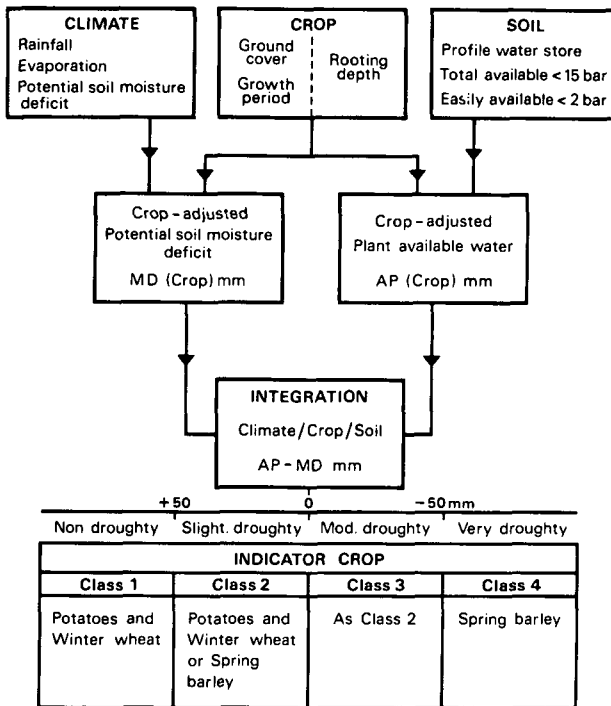 CLIMATE
Rainfall
Evaporation
Potential soil moisture
deficit
CROP
Ground
cover
Growth
period
Rooting
depth
SOIL
Profile water store
Total available < 15 bar
Easily available < 2 bar
Crop-adjusted
Potential soil moisture
deficit
MD (Crop) mm
Crop-adjusted
Plant available water
AP (Crop) mm
INTEGRATION
Climate/Crop/Soil
AP-MD mm
+50 0 -50mm
Non droughty Slight. droughty Mod. droughty Very droughty
INDICATOR CROP
Class 1 Class 2 Class 3 Class 4
Potatoes and
Winter wheat
Potatoes and
Winter wheat
or Spring
barley
As Class 2
Spring barley